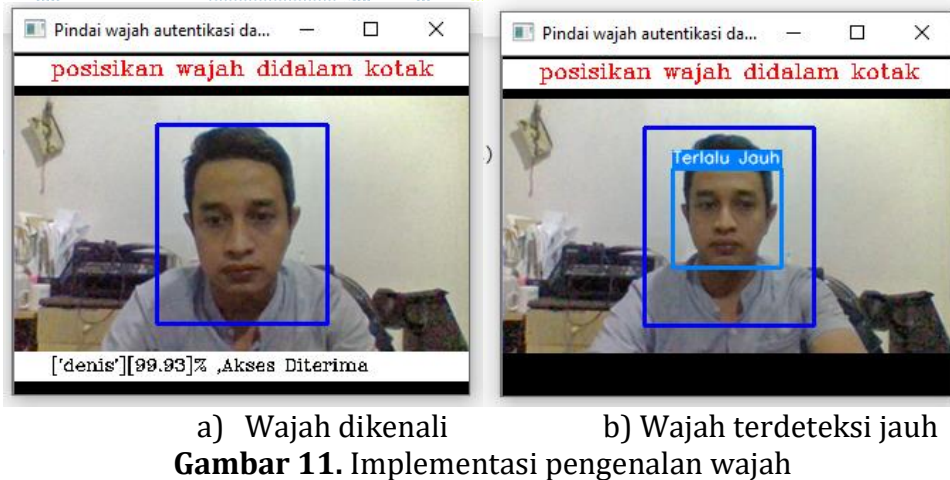 Pindai wajah autentikasi da...
posisikan wajah didalam kotak
['denis'][99.93]% ,Akses Diterima
Pindai wajah autentikasi da...
posisikan wajah didalam kotak
Terlalu Jauh
a) Wajah dikenali
b) Wajah terdeteksi jauh
Gambar 11. Implementasi pengenalan wajah